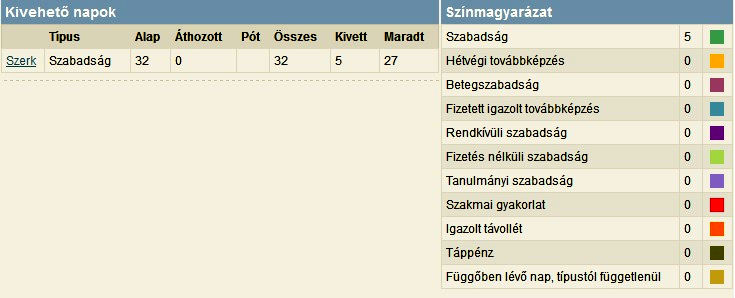 Kivehető napok
Típus Alap Áthozott Pót Összes Kivett Maradt
Szerk Szabadság 32 0 32 5 27
Színmagyarázat
Szabadság 5
Hétvégi továbbképzés 0
Betegszabadság 0
Fizetett igazolt továbbképzés 0
Rendkívüli szabadság 0
Fizetés nélküli szabadság 0
Tanulmányi szabadság 0
Szakmai gyakorlat 0
Igazolt távollét 0
Táppénz 0
Függőben lévő nap, típustól függetlenül 0